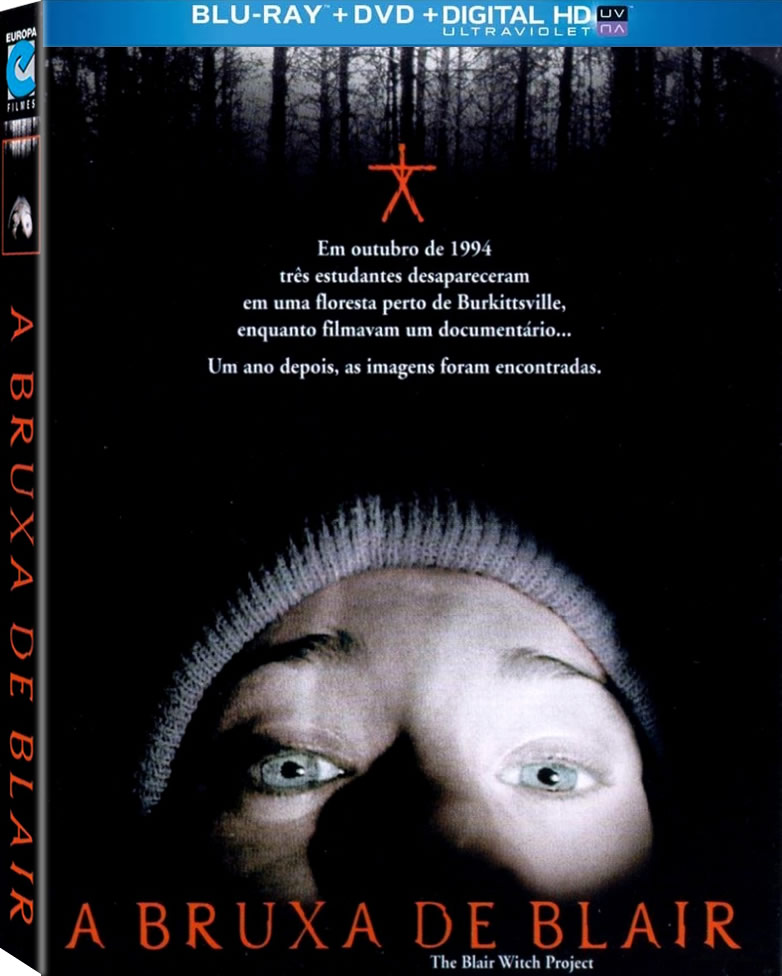 BLU-RAY™ + DVD + DIGITAL HD UV
ULTRAVIOLET
EUROPA
FILMES
A BRUXA DE BLAIR
Em outubro de 1994
três estudantes desapareceram
em uma floresta perto de Burkittsville,
enquanto filmavam um documentário...
Um ano depois, as imagens foram encontradas.
A BRUXA DE BLAIR
The Blair Witch Project